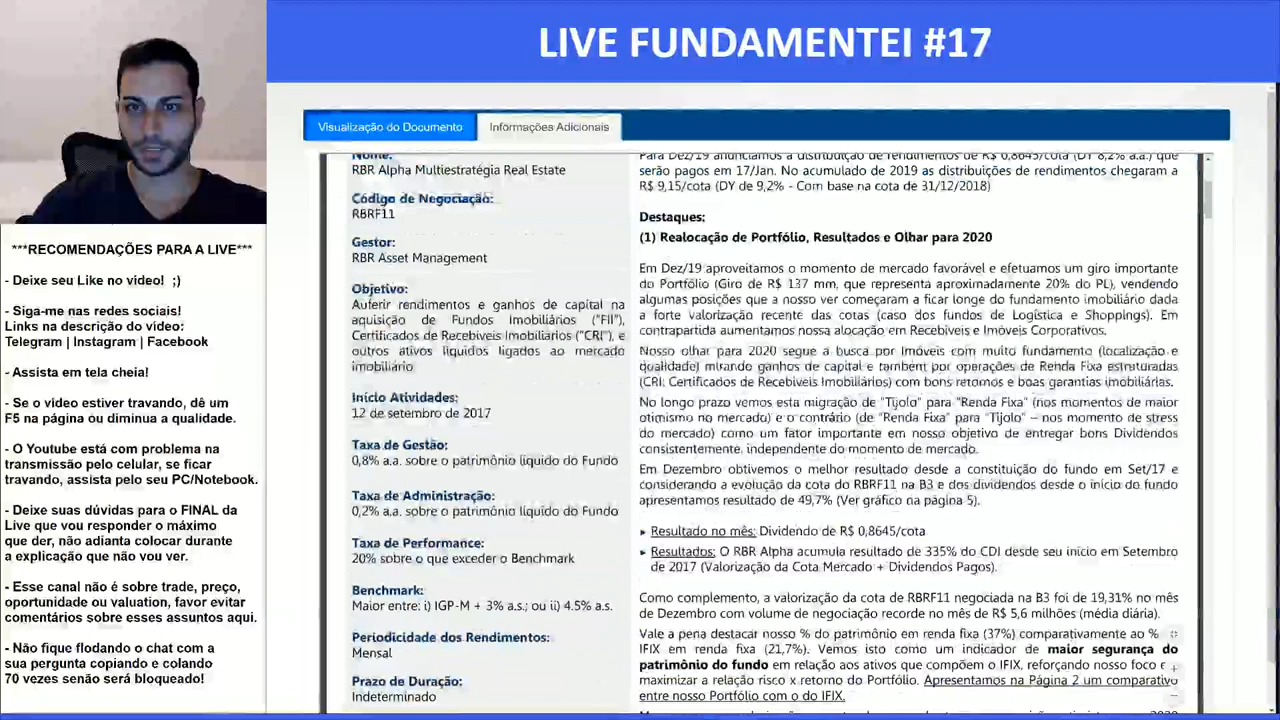 LIVE FUNDAMENTEI #17
***RECOMENDAÇÕES PARA A LIVE***
- Deixe seu Like no video!  ;)
- Siga-me nas redes sociais!
Links na descrição do vídeo:
Telegram | Instagram | Facebook
- Assista em tela cheia!
- Se o video estiver travando, dê um
F5 na página ou diminua a qualidade.
- O Youtube está com problema na
transmissão pelo celular, se ficar
travando, assista pelo seu PC/Notebook.
- Deixe suas dúvidas para o FINAL da
Live que vou responder o máximo
que der, não adianta colocar durante
a explicação que não vou ver.
- Esse canal não é sobre trade, preço,
oportunidade ou valuation, favor evitar
comentários sobre esses assuntos aqui.
- Não fique flodando o chat com a
sua pergunta copiando e colando
70 vezes senão será bloqueado!
Visualização do Documento
Informações Adicionais
Nome:
RBR Alpha Multiestratégia Real Estate
Código de Negociação:
RBRF11
Gestor:
RBR Asset Management
Objetivo:
Auferir rendimentos e ganhos de capital na
aquisição de Fundos Imobiliários ("FII"),
Certificados de Recebíveis Imobiliários ("CRI"), e
outros ativos líquidos ligados ao mercado
imobiliário
Início Atividades:
12 de setembro de 2017
Taxa de Gestão:
0,8% a.a. sobre o patrimônio líquido do Fundo
Taxa de Administração:
0,2% a.a. sobre o patrimônio líquido do Fundo
Taxa de Performance:
20% sobre o que exceder o Benchmark
Benchmark:
Maior entre: i) IGP-M + 3% a.s.; ou ii) 4.5% a.s.
Periodicidade dos Rendimentos:
Mensal
Prazo de Duração:
Indeterminado
Para Dez/19 anunciamos a distribuição de rendimentos de R$ 0,8645/cota (DY 8,2% a.a.) que
serão pagos em 17/Jan. No acumulado de 2019 as distribuições de rendimentos chegaram a
R$ 9,15/cota (DY de 9,2% - Com base na cota de 31/12/2018)
Destaques:
(1) Realocação de Portfólio, Resultados e Olhar para 2020
Em Dez/19 aproveitamos o momento de mercado favorável e efetuamos um giro importante
do Portfólio (Giro de R$ 137 mm, que representa aproximadamente 20% do PL), vendendo
algumas posições que a nosso ver começaram a ficar longe do fundamento imobiliário dada
a forte valorização recente das cotas (caso dos fundos de Logística e Shoppings). Em
contrapartida aumentamos nossa alocação em Recebíveis e Imóveis Corporativos.
Nosso olhar para 2020 segue a busca por Imóveis com muito fundamento (localização e
qualidade) mirando ganhos de capital e também por operações de Renda Fixa estruturadas
(CRI: Certificados de Recebíveis Imobiliários) com bons retornos e boas garantias imobiliárias.
No longo prazo vemos esta migração de "Tijolo" para "Renda Fixa" (nos momentos de maior
otimismo no mercado) e o contrário (de "Renda Fixa" para "Tijolo" – nos momento de stress
do mercado) como um fator importante em nosso objetivo de entregar bons Dividendos
consistentemente, independente do momento de mercado.
Em Dezembro obtivemos o melhor resultado desde a constituição do fundo em Set/17 e
considerando a evolução da cota do RBRF11 na B3 e dos dividendos desde o início do fundo
apresentamos resultado de 49,7% (Ver gráfico na página 5).
▸ Resultado no mês: Dividendo de R$ 0,8645/cota
▸ Resultados: O RBR Alpha acumula resultado de 335% do CDI desde seu início em Setembro
de 2017 (Valorização da Cota Mercado + Dividendos Pagos).
Como complemento, a valorização da cota de RBRF11 negociada na B3 foi de 19,31% no mês
de Dezembro com volume de negociação recorde no mês de R$ 5,6 milhões (média diária).
Vale a pena destacar nosso % do patrimônio em renda fixa (37%) comparativamente ao %
IFIX em renda fixa (21,7%). Vemos isto como um indicador de maior segurança do
patrimônio do fundo em relação aos ativos que compõem o IFIX, reforçando nosso foco e
maximizar a relação risco x retorno do Portfólio. Apresentamos na Página 2 um comparativo
entre nosso Portfólio com o do IFIX.